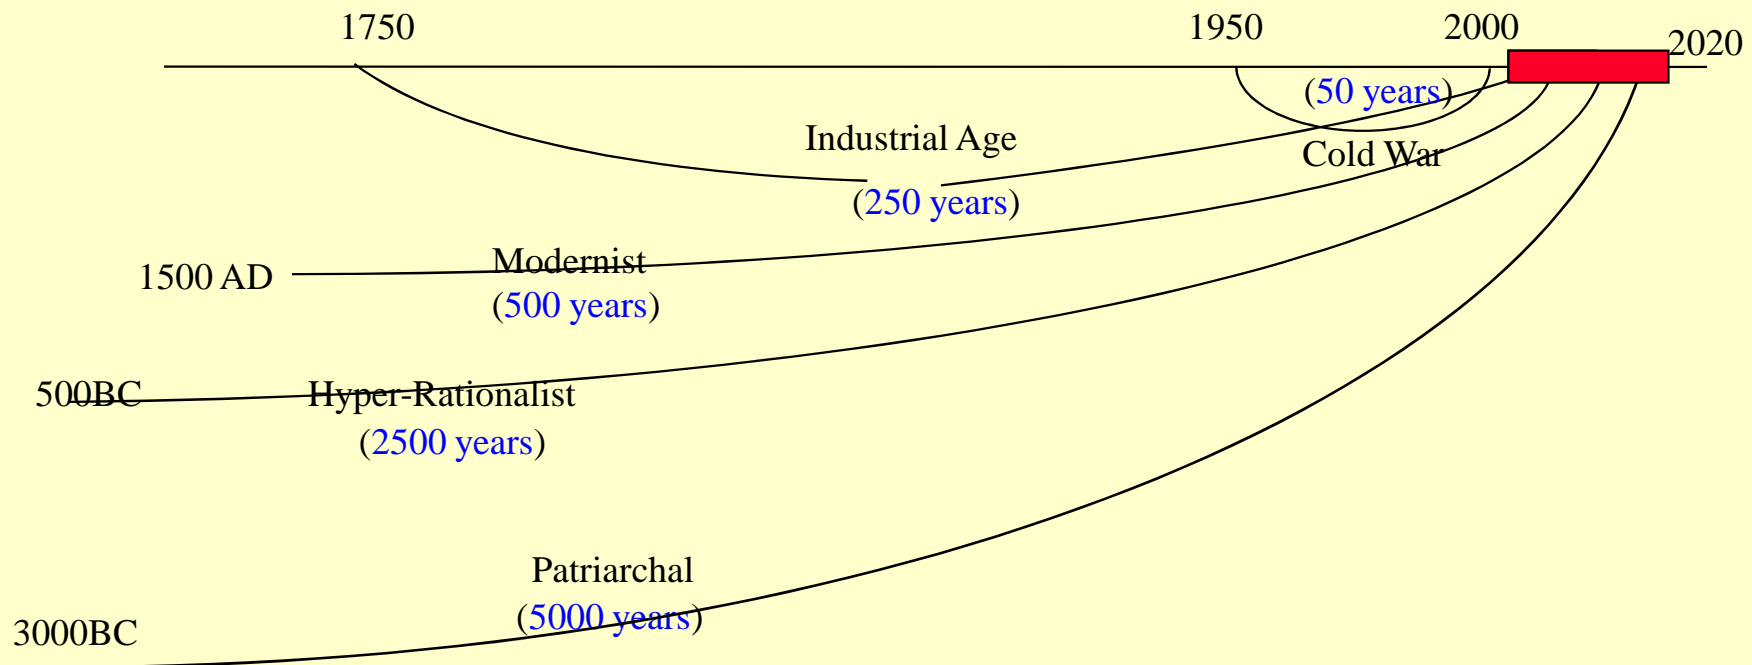 1750
1950
2000
2020
(50 years)
Industrial Age
Cold War
(250 years)
Modernist
1500 AD
(500 years)
500BC
Hyper-Rationalist
(2500 years)
Patriarchal
(5000 years)
3000BC